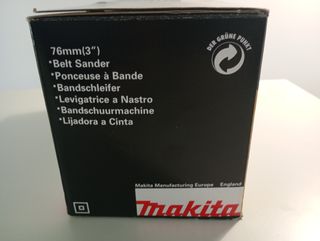 DER GRÜNE PUNKT
76mm(3")
•Belt Sander
•Ponceuse à Bande
•Bandschleifer
•Levigatrice a Nastro
•Bandschuurmachine
•Lijadora a Cinta
Makita Manufacturing Europe England
makita